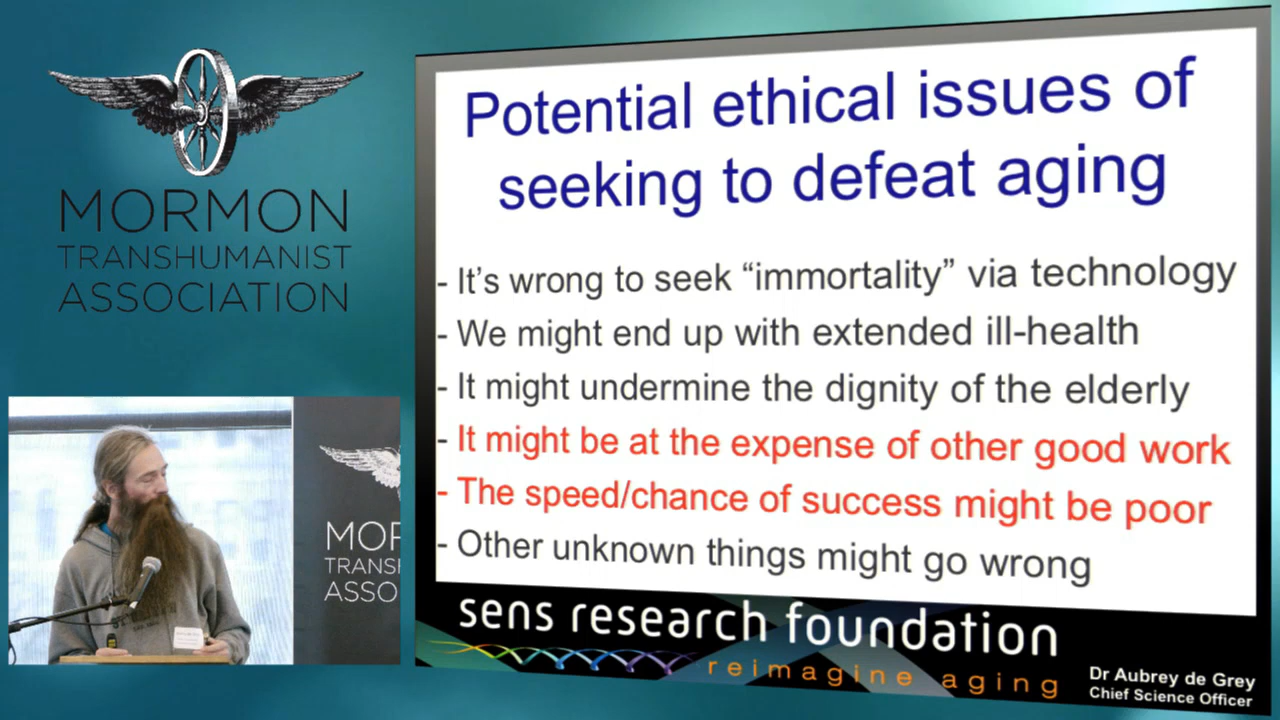 MORMON
TRANSHUMANIST
ASSOCIATION
Potential ethical issues of
seeking to defeat aging
- It's wrong to seek “immortality” via technology
- We might end up with extended ill-health
- It might undermine the dignity of the elderly
- It might be at the expense of other good work
- The speed/chance of success might be poor
- Other unknown things might go wrong
sens research foundation
reimagine aging
Dr Aubrey de Grey
Chief Science Officer
MOR
TRANS
ASSO